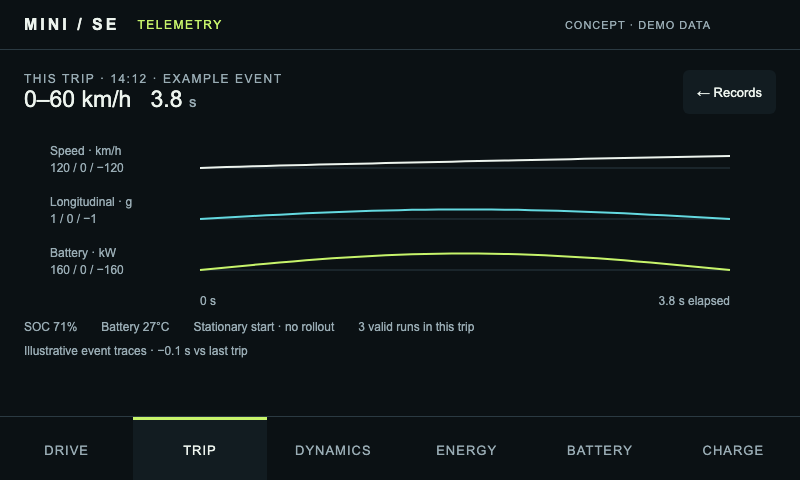 MINI / SE TELEMETRY CONCEPT · DEMO DATA
THIS TRIP · 14:12 · EXAMPLE EVENT
0–60 km/h 3.8 s
← Records
Speed · km/h
120 / 0 / −120
Longitudinal · g
1 / 0 / −1
Battery · kW
160 / 0 / −160
0 s 3.8 s elapsed
SOC 71% Battery 27°C Stationary start · no rollout 3 valid runs in this trip
Illustrative event traces · −0.1 s vs last trip
DRIVE TRIP DYNAMICS ENERGY BATTERY CHARGE